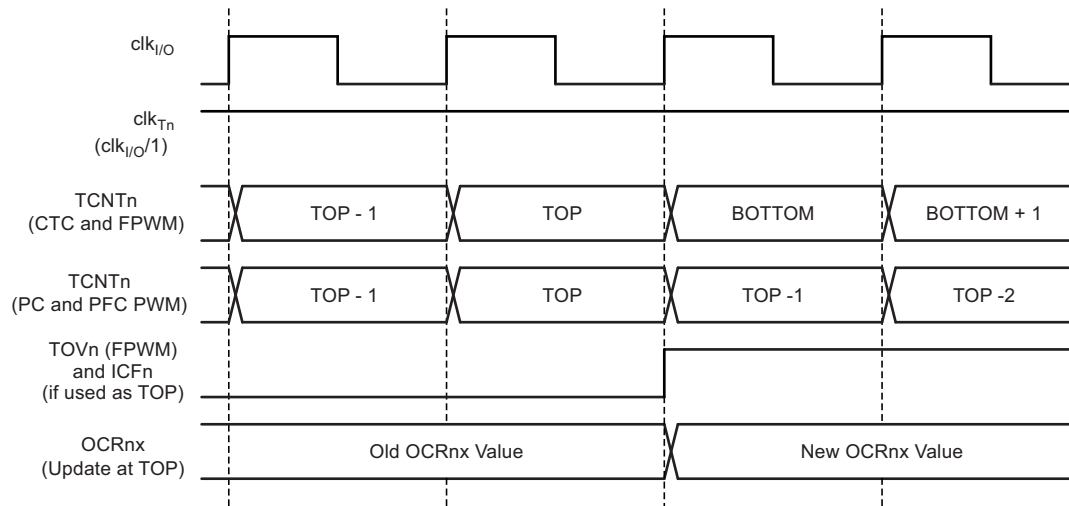 clkI/O
clkTn
(clkI/O/1)
TCNTn
(CTC and FPWM)
TOP - 1 TOP BOTTOM BOTTOM + 1
TCNTn
(PC and PFC PWM)
TOP - 1 TOP TOP -1 TOP -2
TOVn (FPWM)
and ICFn
(if used as TOP)
OCRnx
(Update at TOP)
Old OCRnx Value New OCRnx Value